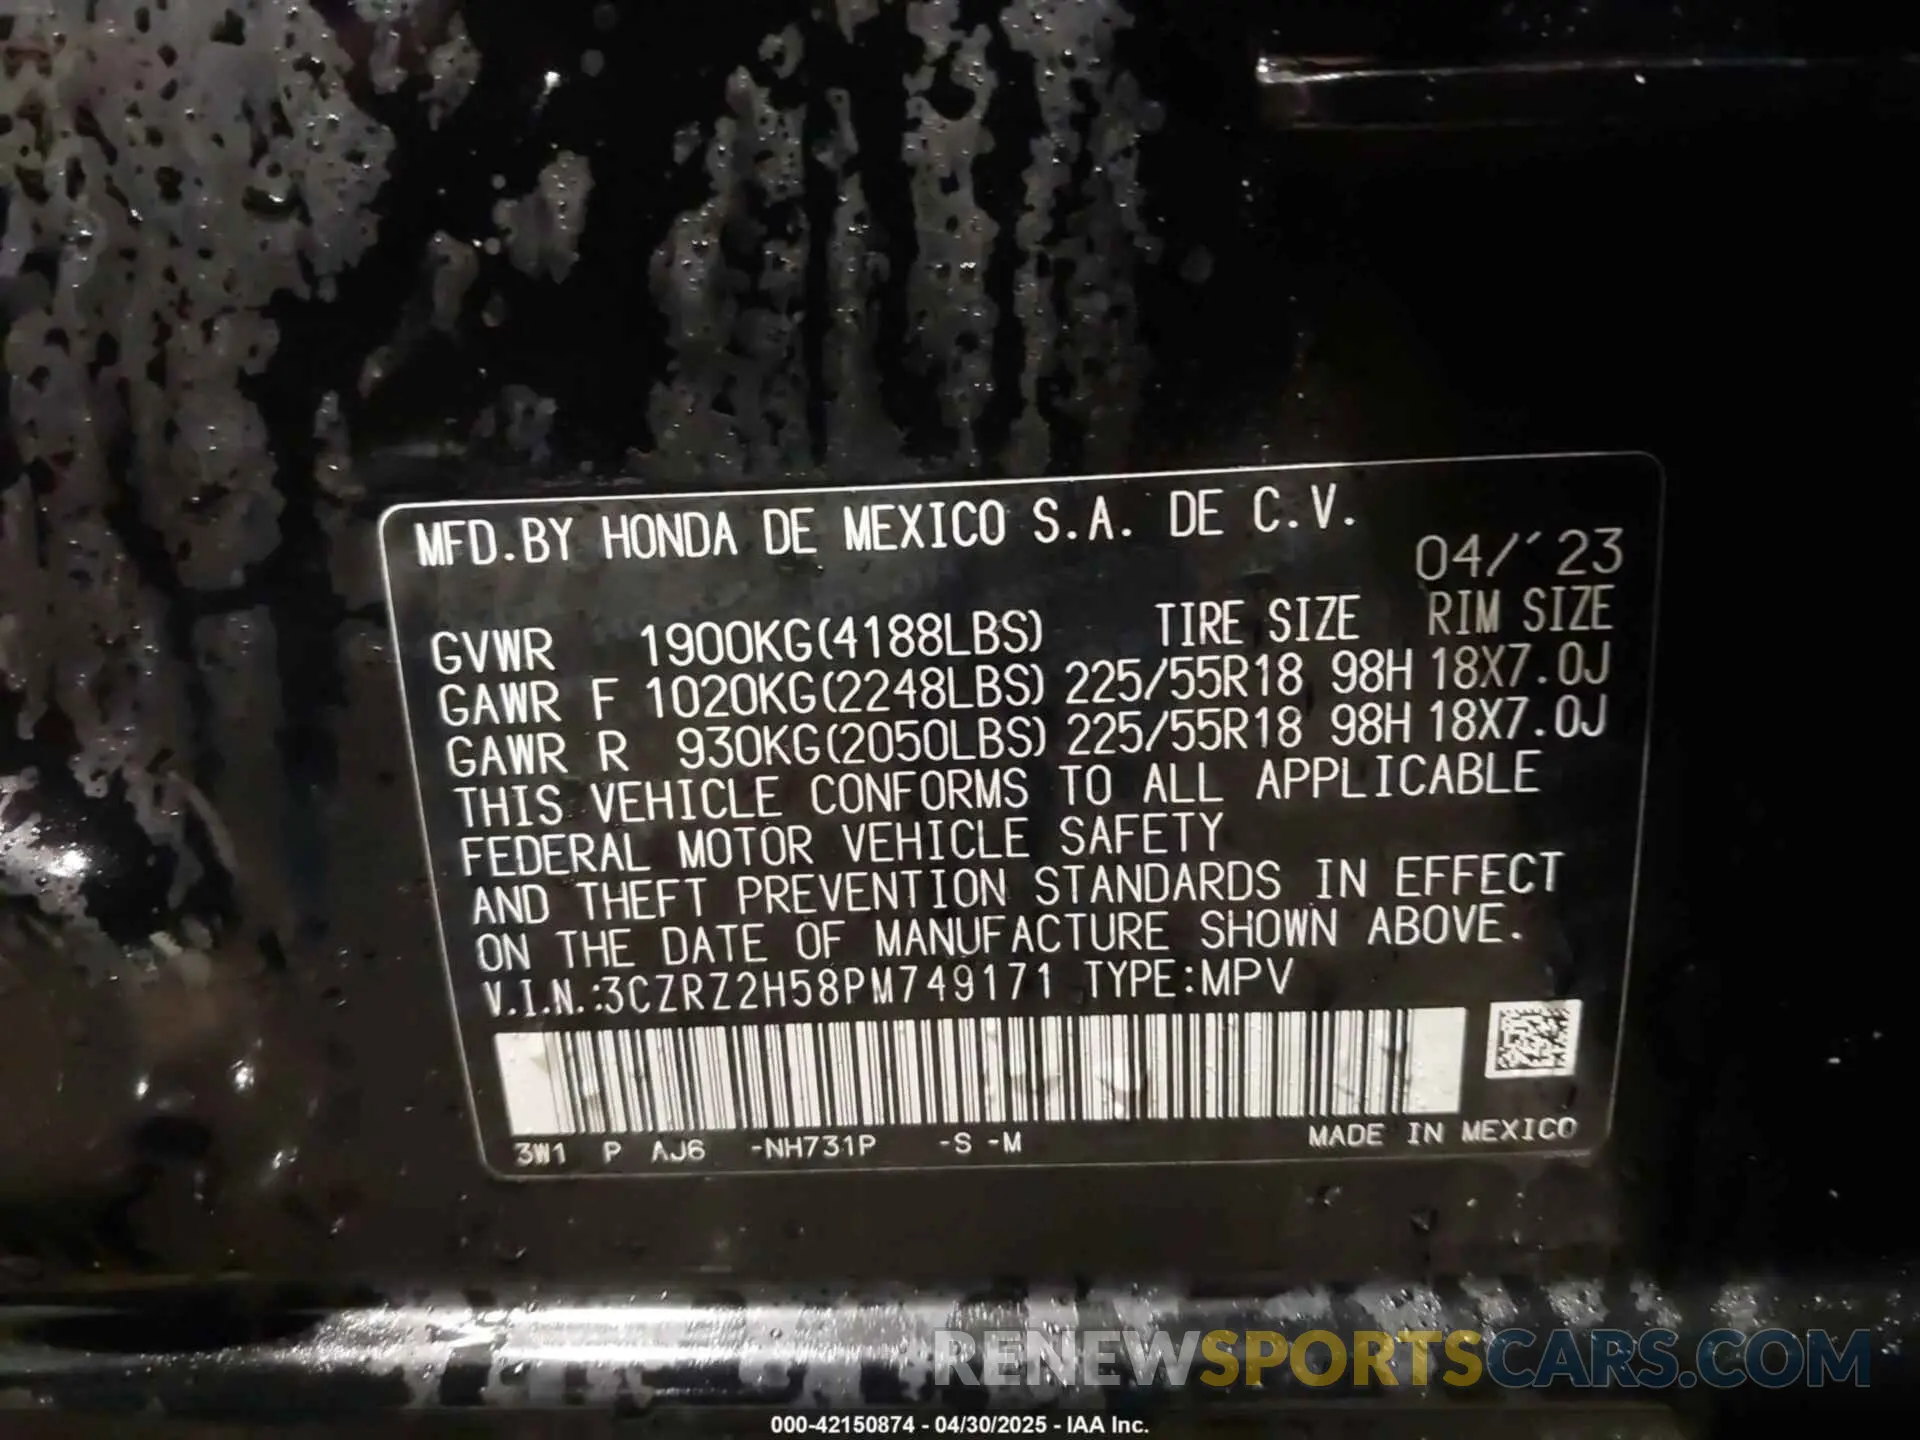 MFD.BY HONDA DE MEXICO S.A. DE C.V.
04/´23
GVWR 1900KG(4188LBS) TIRE SIZE RIM SIZE
GAWR F 1020KG(2248LBS) 225/55R18 98H 18X7.0J
GAWR R 930KG(2050LBS) 225/55R18 98H 18X7.0J
THIS VEHICLE CONFORMS TO ALL APPLICABLE
FEDERAL MOTOR VEHICLE SAFETY
AND THEFT PREVENTION STANDARDS IN EFFECT
ON THE DATE OF MANUFACTURE SHOWN ABOVE.
V.I.N.:3CZRZ2H58PM749171 TYPE:MPV
3W1 P AJ6 -NH731P -S -M MADE IN MEXICO
RENEWSPORTSCARS.COM
000-42150874 - 04/30/2025 - IAA Inc.